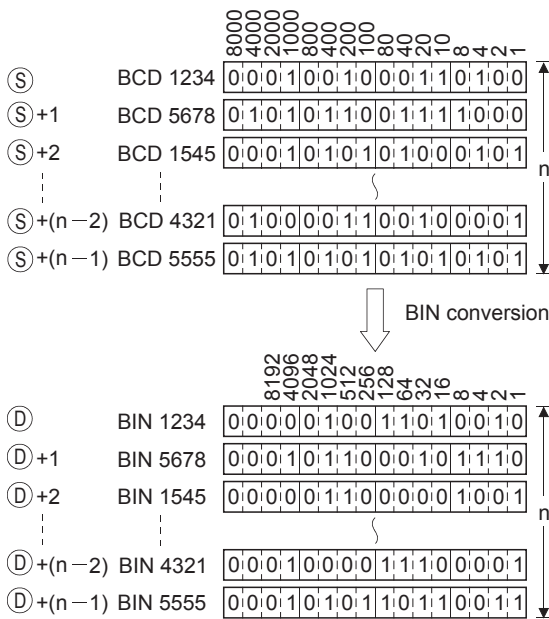 8000 4000 2000 1000 800 400 200 100 80 40 20 10 8 4 2 1
Ⓢ BCD 1234 0 0 0 1 0 0 1 0 0 0 1 1 0 1 0 0
Ⓢ+1 BCD 5678 0 1 0 1 0 1 1 0 0 1 1 1 1 0 0 0
Ⓢ+2 BCD 1545 0 0 0 1 0 1 0 1 0 1 0 0 0 1 0 1
n
Ⓢ+(n－2) BCD 4321 0 1 0 0 0 0 1 1 0 0 1 0 0 0 0 1
Ⓢ+(n－1) BCD 5555 0 1 0 1 0 1 0 1 0 1 0 1 0 1 0 1
BIN conversion
8192 4096 2048 1024 512 256 128 64 32 16 8 4 2 1
Ⓓ BIN 1234 0 0 0 0 0 1 0 0 1 1 0 1 0 0 1 0
Ⓓ+1 BIN 5678 0 0 0 1 0 1 1 0 0 0 1 0 1 1 1 0
Ⓓ+2 BIN 1545 0 0 0 0 0 1 1 0 0 0 0 0 1 0 0 1
n
Ⓓ+(n－2) BIN 4321 0 0 0 1 0 0 0 0 1 1 1 0 0 0 0 1
Ⓓ+(n－1) BIN 5555 0 0 0 1 0 1 0 1 1 0 1 1 0 0 1 1